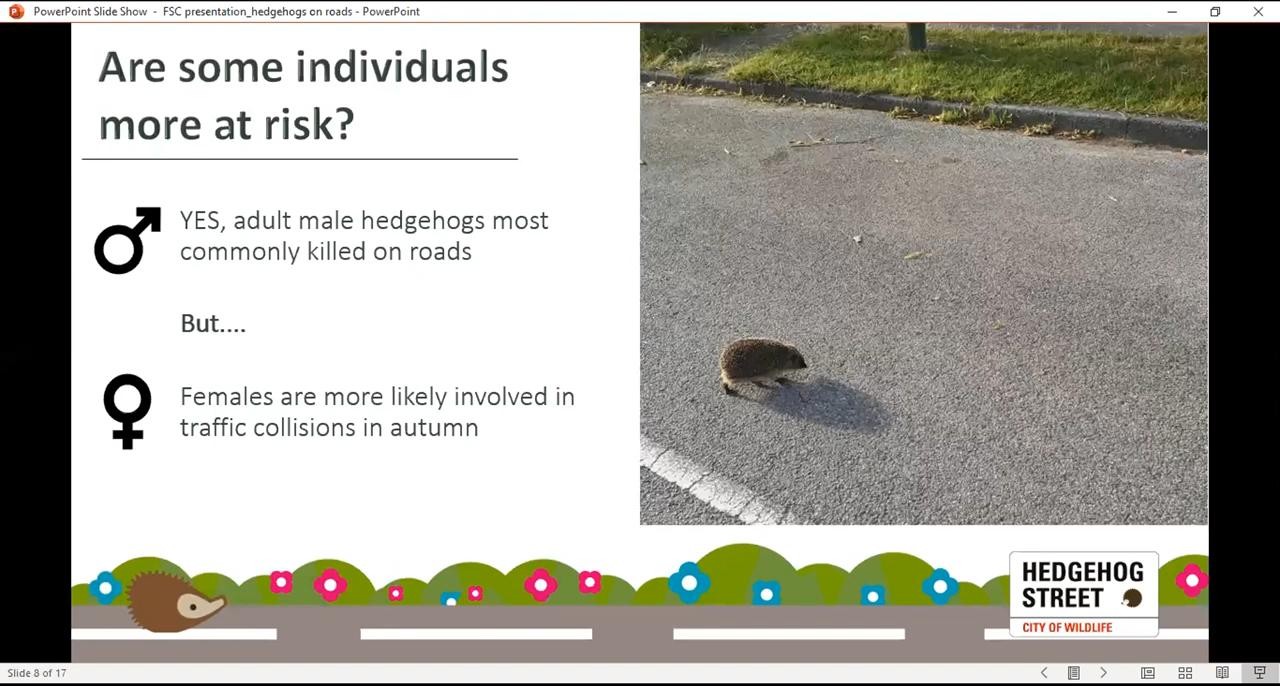 PowerPoint Slide Show - FSC presentation_hedgehogs on roads - PowerPoint
Are some individuals
more at risk?
YES, adult male hedgehogs most
commonly killed on roads
But....
Females are more likely involved in
traffic collisions in autumn
HEDGEHOG
STREET
CITY OF WILDLIFE
Slide 8 of 17